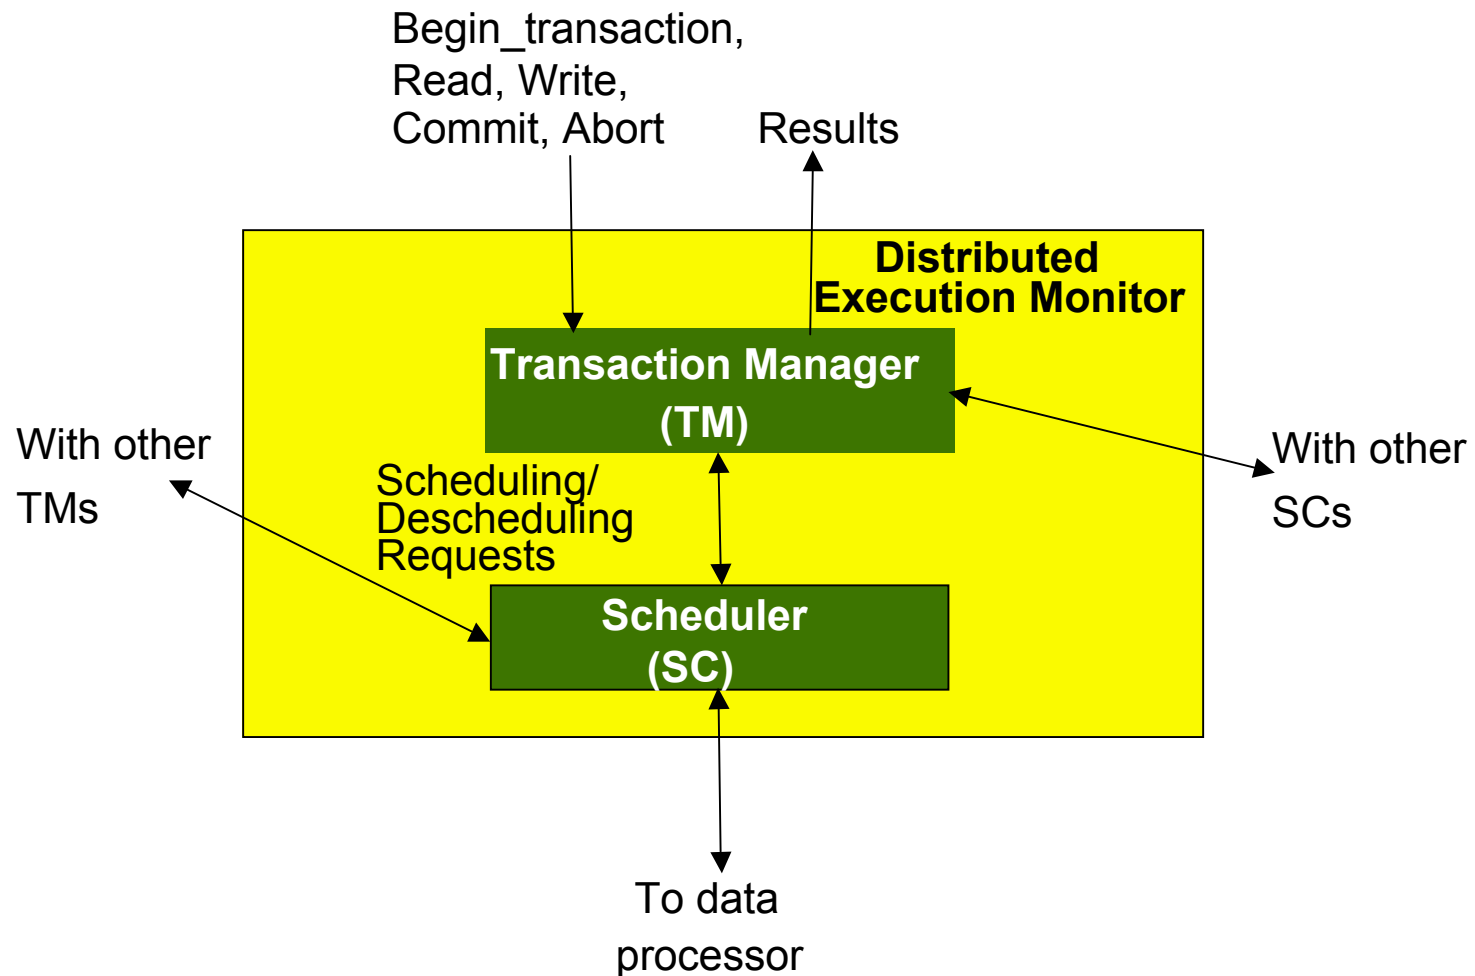 Begin_transaction,
Read, Write,
Commit, Abort
Results
Distributed
Execution Monitor
Transaction Manager
(TM)
With other
TMs
With other
SCs
Scheduling/
Descheduling
Requests
Scheduler
(SC)
To data
processor